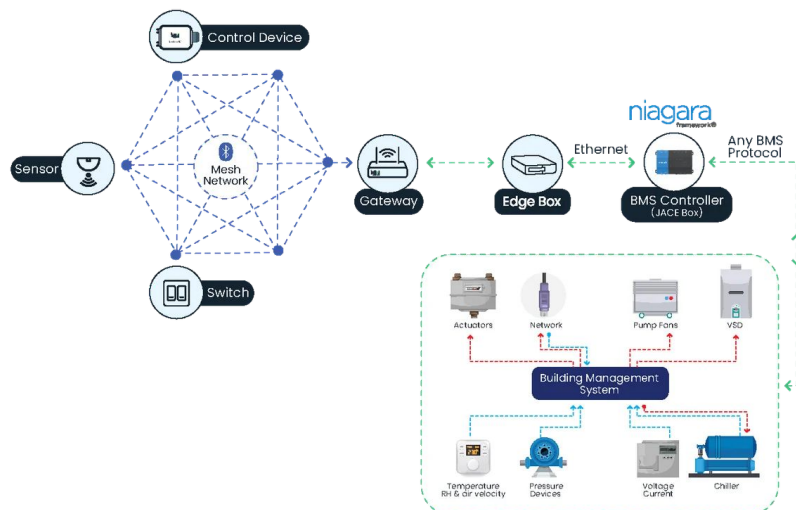 Control Device
niagara
framework®
Mesh
Network
Ethernet
Any BMS
Protocol
Sensor
Gateway
Edge Box
BMS Controller
(JACE Box)
Switch
Actuators
Network
Pump Fans
VSD
Building Management
System
Temperature
RH & air velocity
Pressure
Devices
Voltage
Current
Chiller